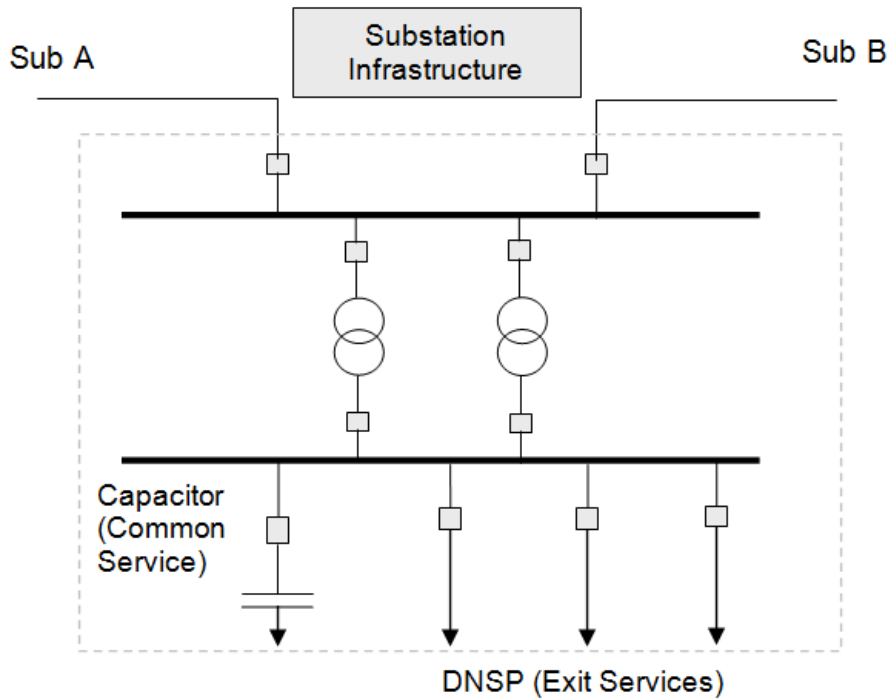 Substation
Infrastructure
Sub A
Sub B
Capacitor
(Common
Service)
DNSP (Exit Services)